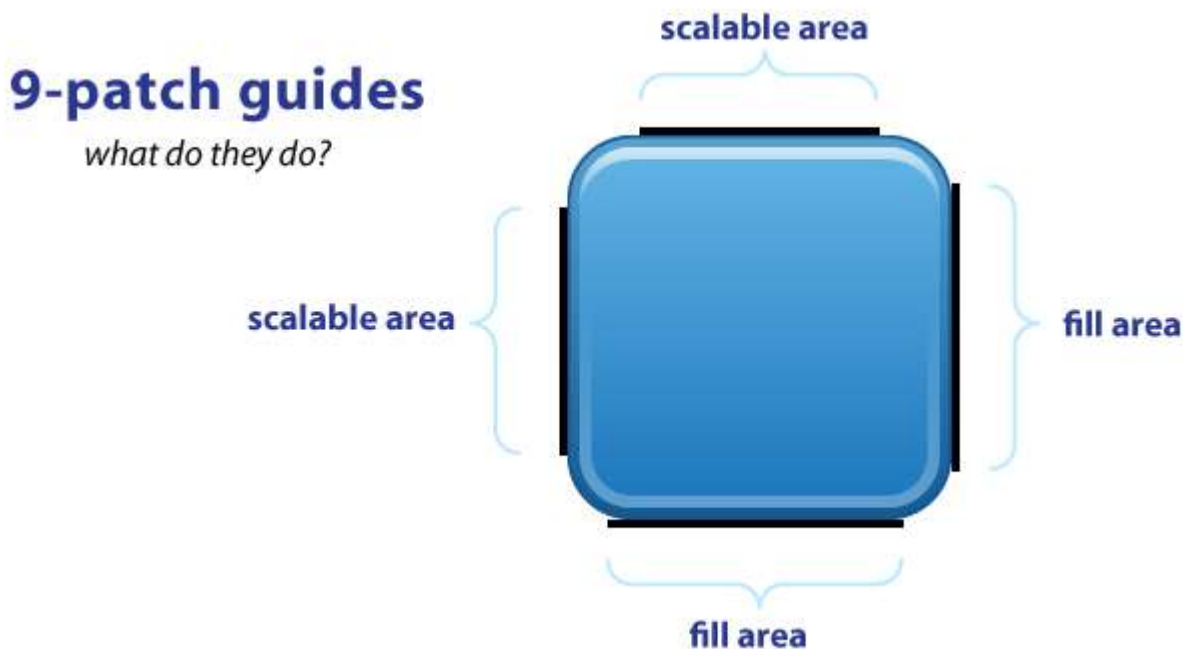 9-patch guides
what do they do?
scalable area
scalable area
fill area
fill area